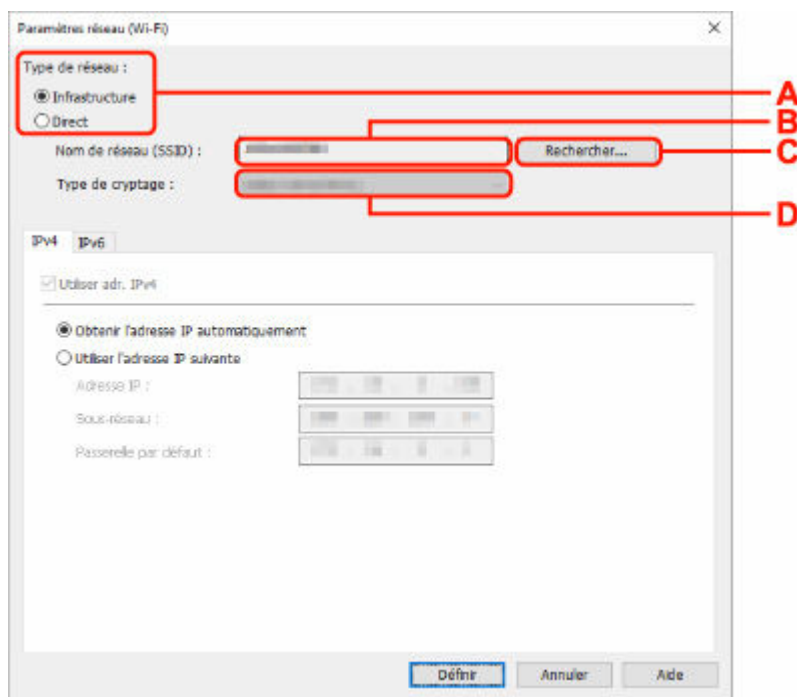 Paramètres réseau (Wi-Fi)
Type de réseau :
Infrastructure
Direct
A
B
Nom de réseau (SSID) :
Rechercher...
C
Type de cryptage :
D
IPv4 IPv6
Utiliser adr. IPv4
Obtenir l'adresse IP automatiquement
Utiliser l'adresse IP suivante
Adresse IP :
Sous-réseau :
Passerelle par défaut :
Définir Annuler Aide